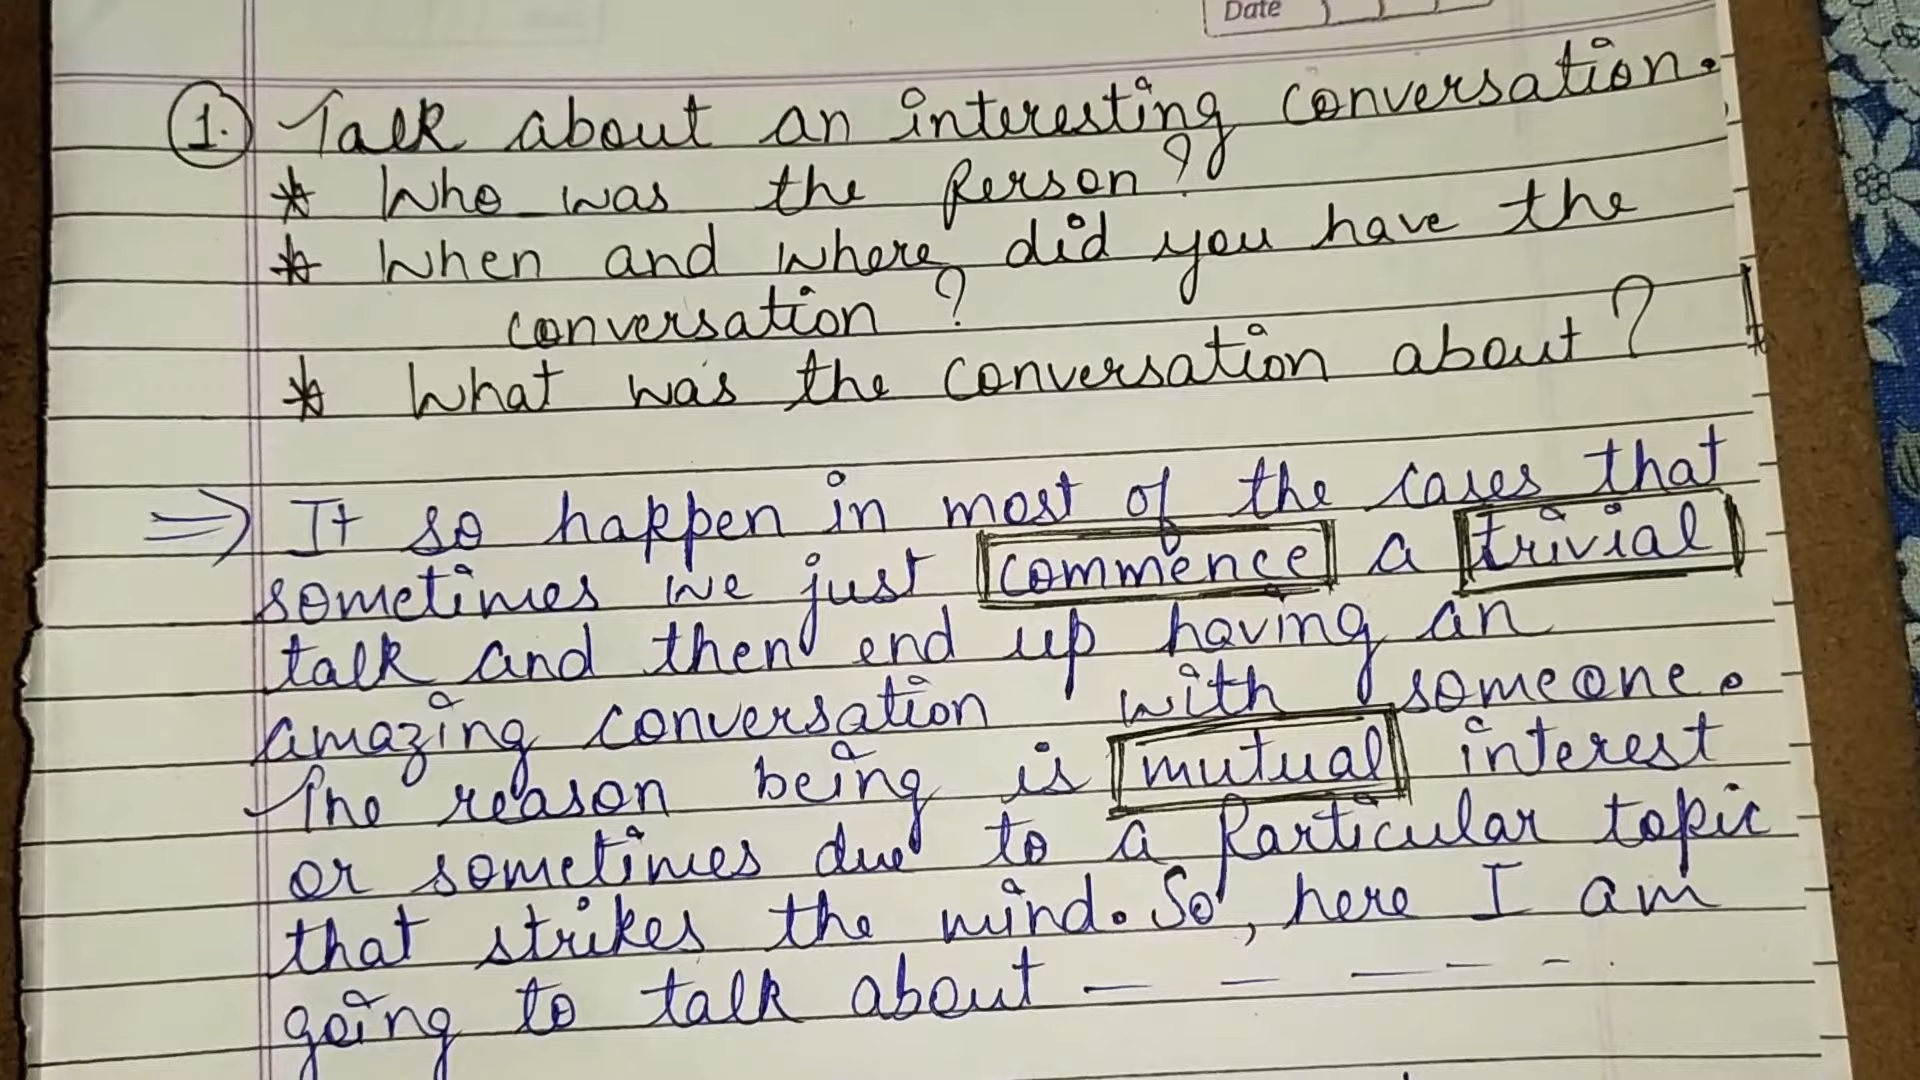 Date
1. Talk about an interesting conversation.
* Who was the Person?
* When and where did you have the
conversation?
* What was the conversation about?
⇒ It so happen in most of the cases that
sometimes we just commence a trivial
talk and then end up having an
amazing conversation with someone.
The reason being is mutual interest
or sometimes due to a Particular topic
that strikes the mind. So, here I am
going to talk about — — — — -